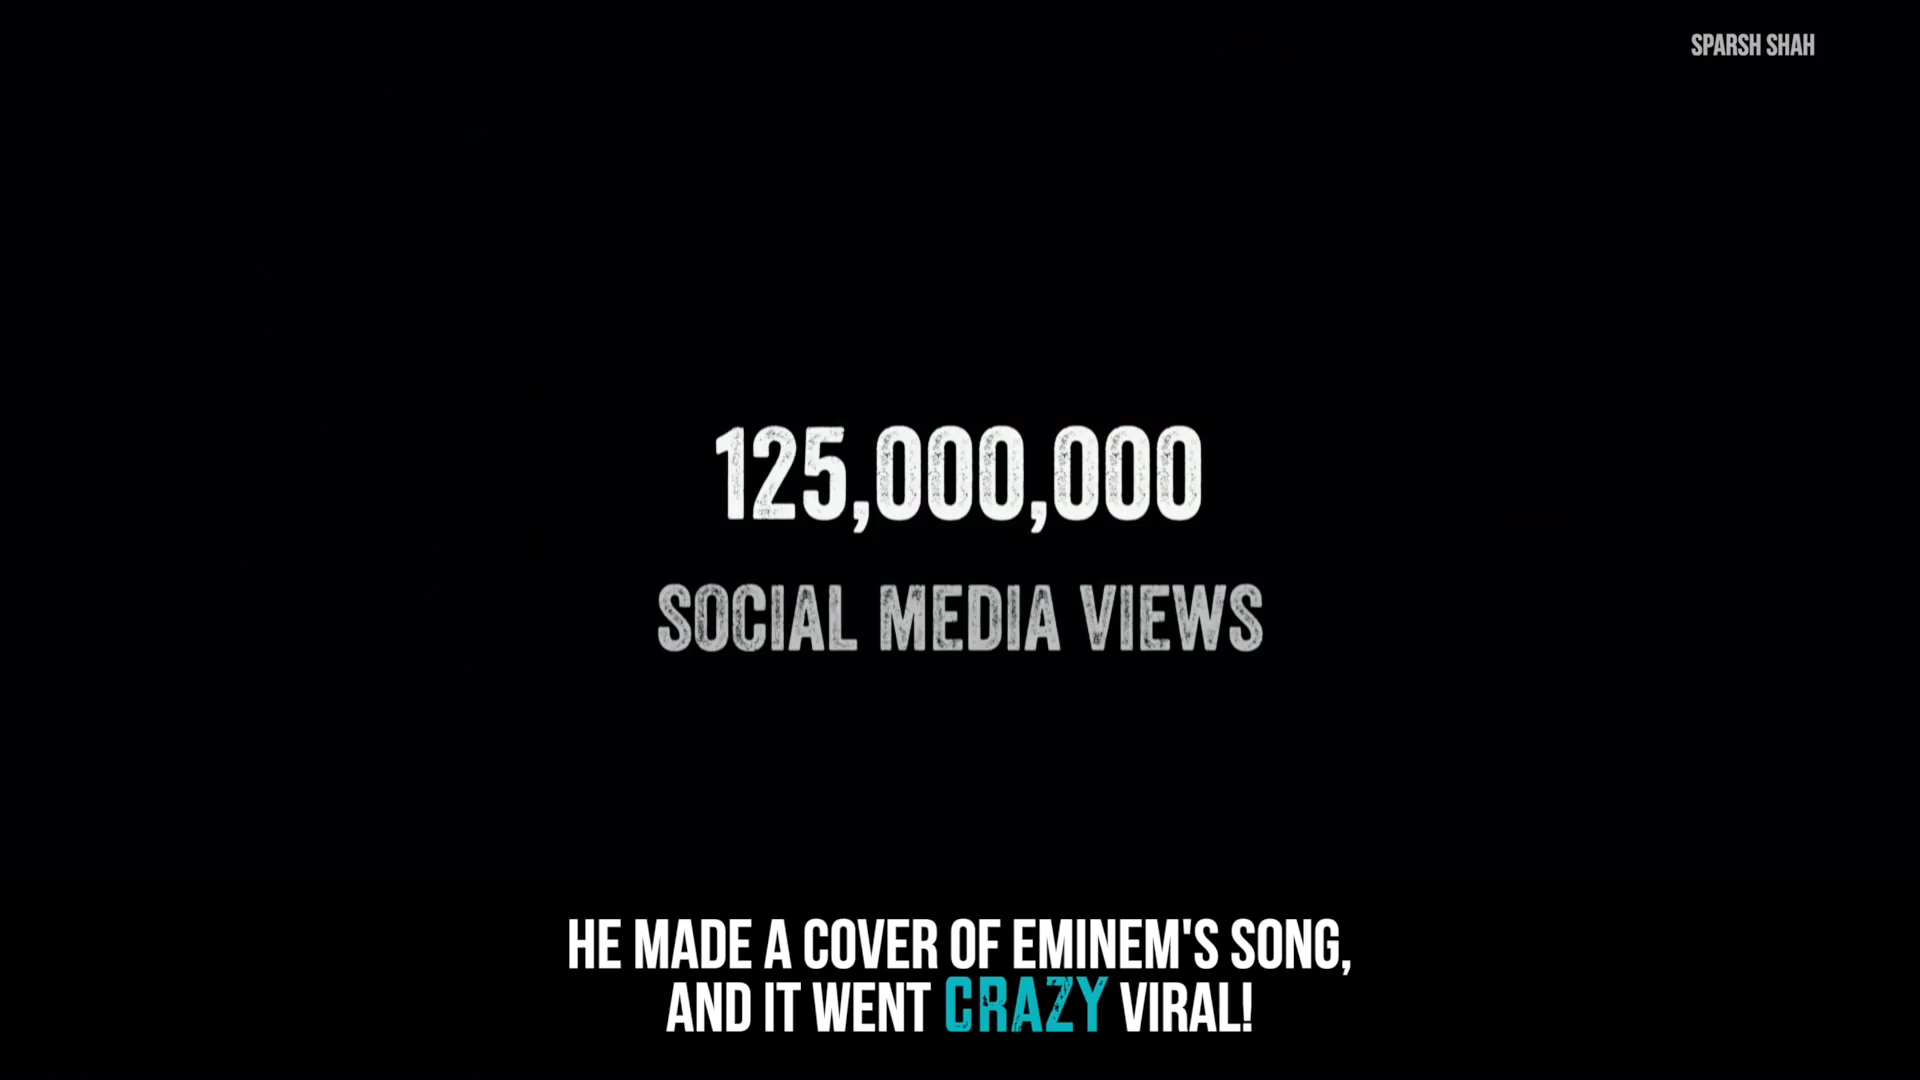 SPARSH SHAH
125,000,000
SOCIAL MEDIA VIEWS
HE MADE A COVER OF EMINEM'S SONG,
AND IT WENT CRAZY VIRAL!